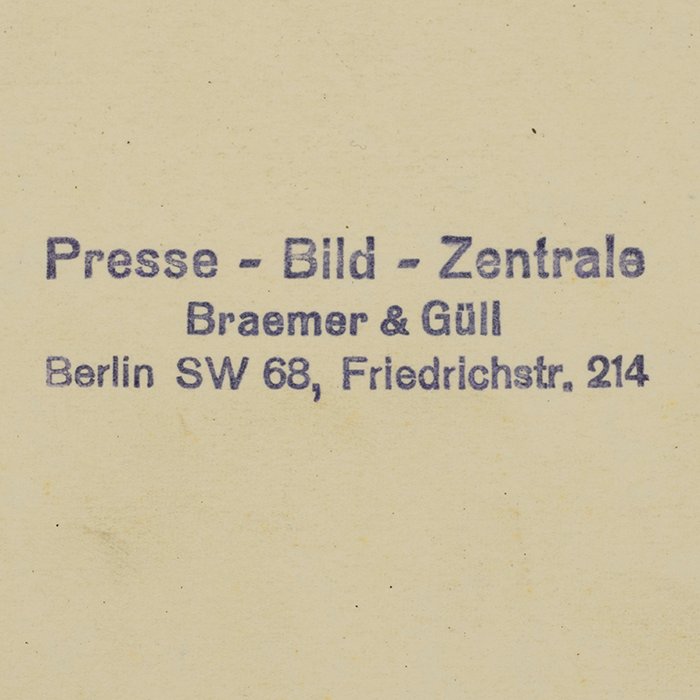 Presse - Bild - Zentrale
Braemer & Güll
Berlin SW 68, Friedrichstr. 214